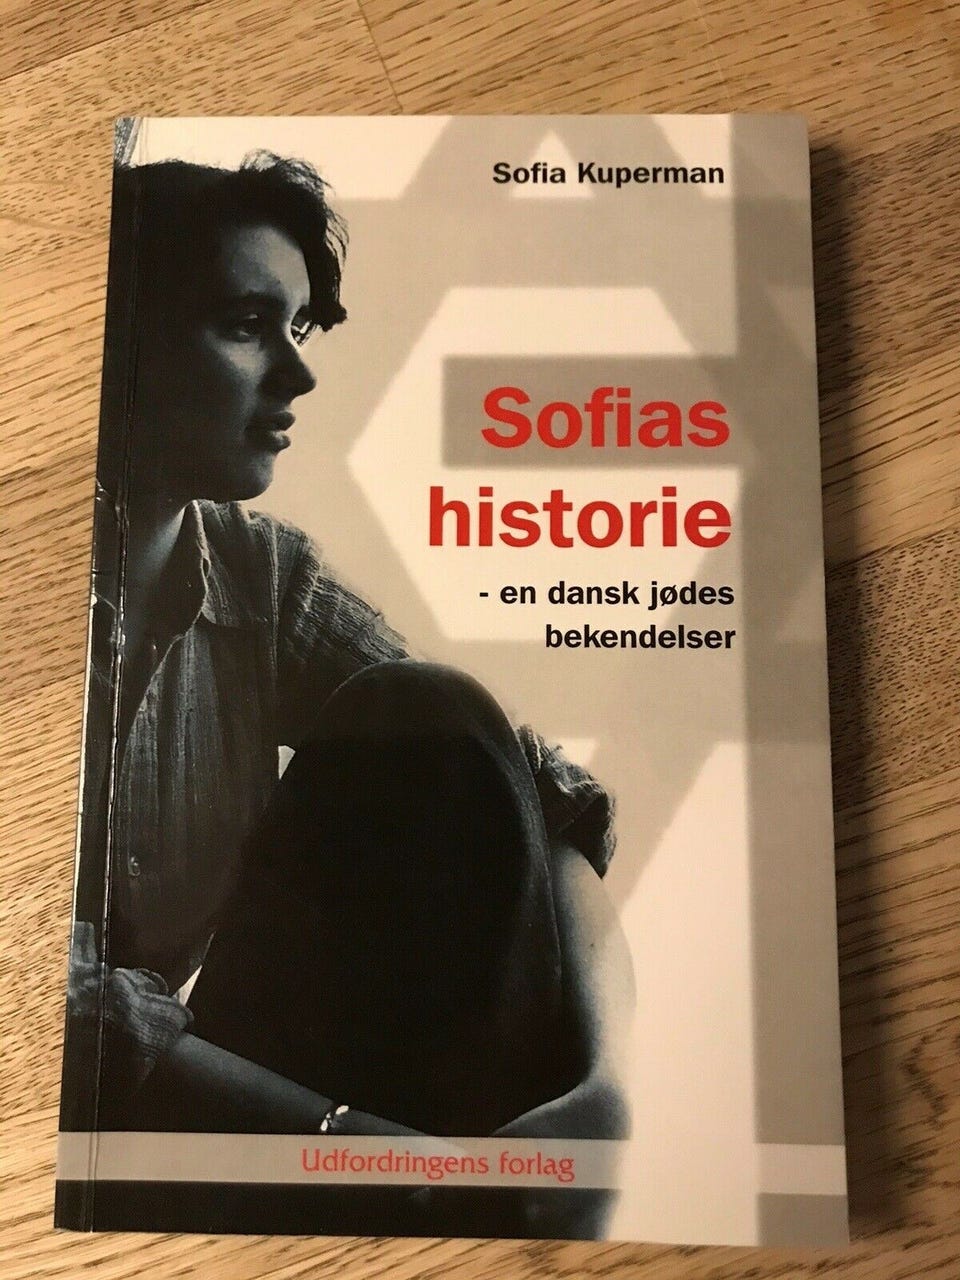 Sofia Kuperman
Sofias
historie
- en dansk jødes
bekendelser
Udfordringens forlag